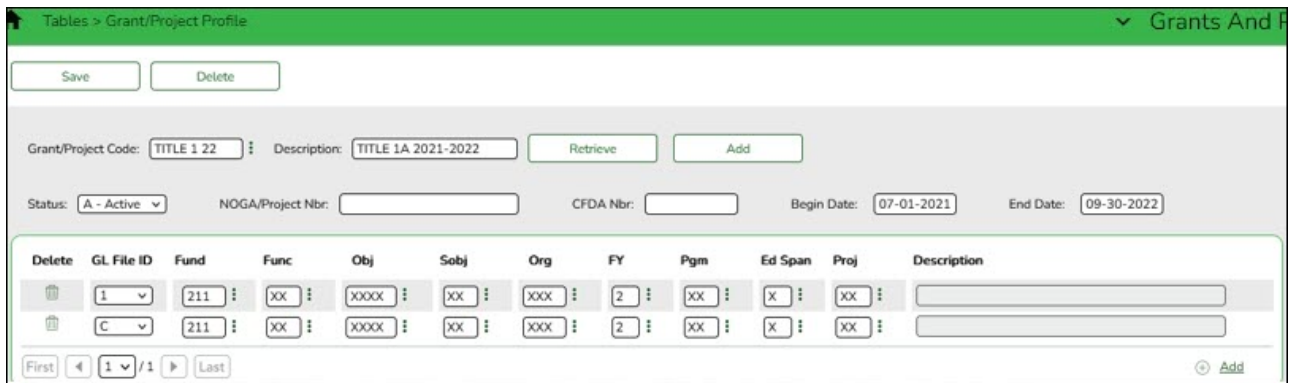 Tables > Grant/Project Profile Grants And
Save Delete
Grant/Project Code: TITLE 1 22 Description: TITLE 1A 2021-2022 Retrieve Add
Status: A - Active NOGA/Project Nbr: CFDA Nbr: Begin Date: 07-01-2021 End Date: 09-30-2022
Delete GL File ID Fund Func Obj Sobj Org FY Pgm Ed Span Proj Description
1 211 XX XXXX XX XXX 2 XX X XX
C 211 XX XXXX XX XXX 2 XX X XX
First 1 / 1 Last Add